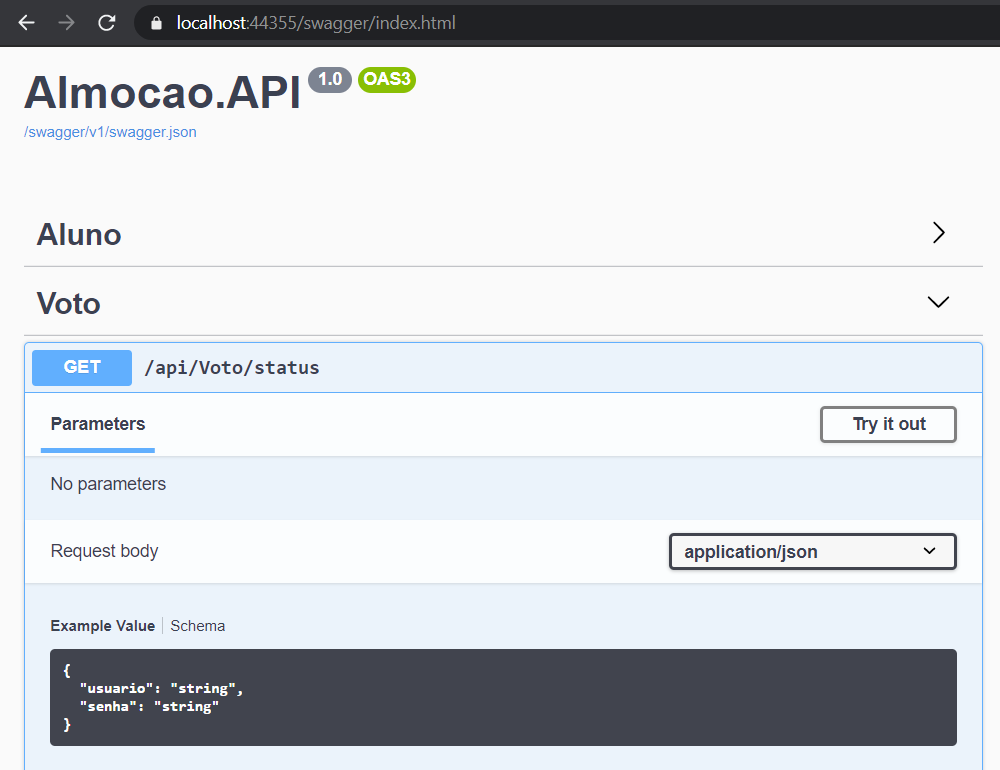 localhost:44355/swagger/index.html
Almocao.API 1.0 OAS3
/swagger/v1/swagger.json
Aluno
Voto
GET /api/Voto/status
Parameters Try it out
No parameters
Request body application/json
Example Value Schema
{
"usuario": "string",
"senha": "string"
}